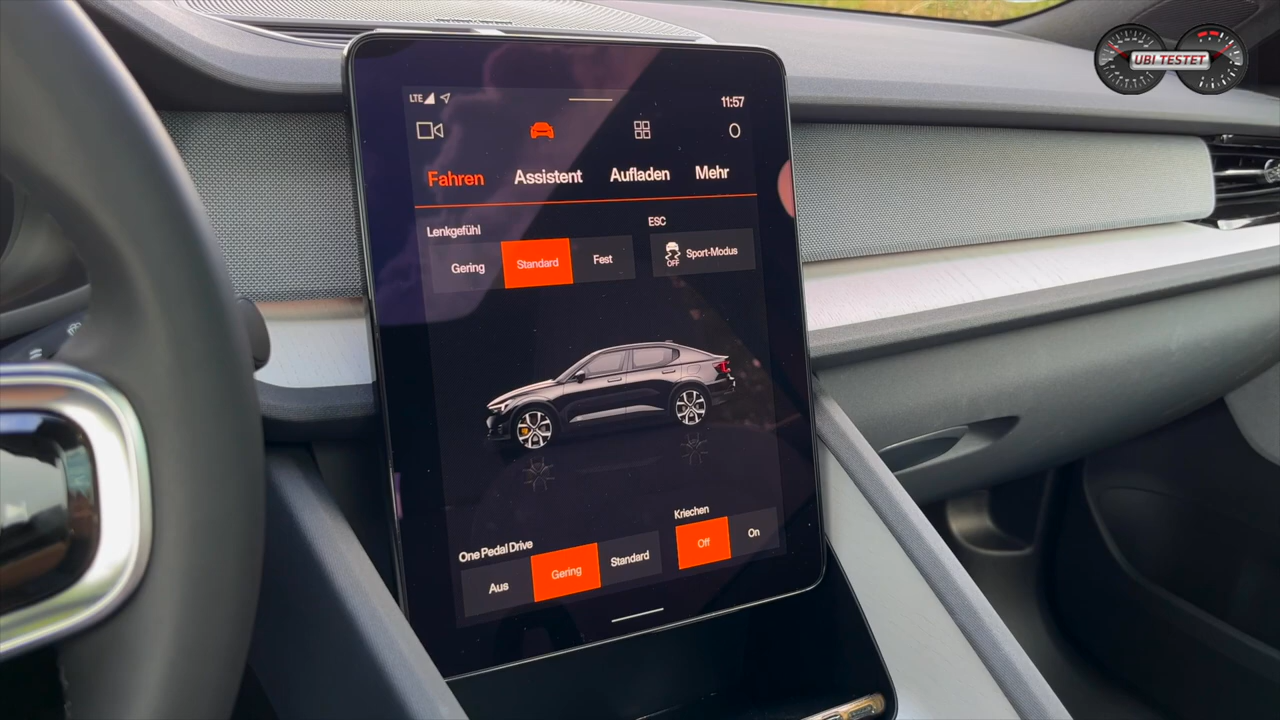 UBI TESTET
LTE
11:57
Fahren Assistent Aufladen Mehr
Lenkgefühl
ESC
Gering Standard Fest
OFF Sport-Modus
Kriechen
Off On
One Pedal Drive
Aus Gering Standard